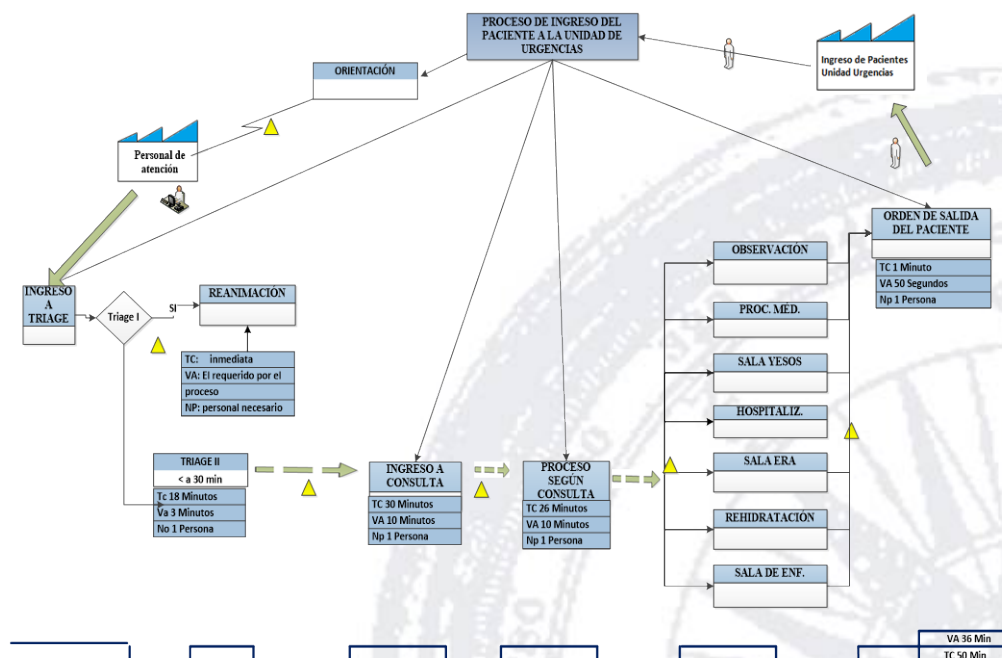 PROCESO DE INGRESO DEL
PACIENTE A LA UNIDAD DE
URGENCIAS
Ingreso de Pacientes
Unidad Urgencias
ORIENTACIÓN
Personal de
atención
ORDEN DE SALIDA
DEL PACIENTE
TC 1 Minuto
VA 50 Segundos
Np 1 Persona
INGRESO
A
TRIAGE
Triage I
SI
REANIMACIÓN
TC: inmediata
VA: El requerido por el
proceso
NP: personal necesario
TRIAGE II
< a 30 min
Tc 18 Minutos
Va 3 Minutos
No 1 Persona
INGRESO A
CONSULTA
TC 30 Minutos
VA 10 Minutos
Np 1 Persona
PROCESO
SEGÚN
CONSULTA
TC 26 Minutos
VA 10 Minutos
Np 1 Persona
OBSERVACIÓN
PROC. MÉD.
SALA YESOS
HOSPITALIZ.
SALA ERA
REHIDRATACIÓN
SALA DE ENF.
VA 36 Min
TC 50 Min